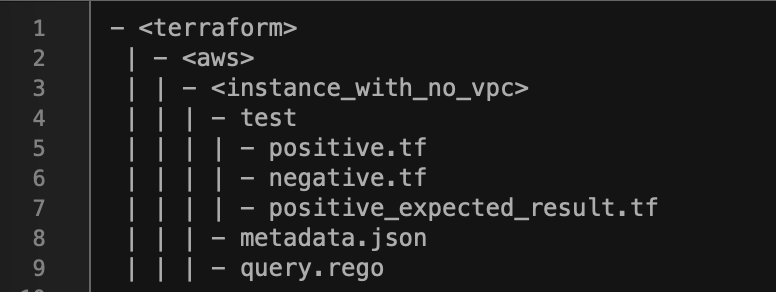 1 - <terraform>
2 | - <aws>
3 | | - <instance_with_no_vpc>
4 | | | - test
5 | | | | - positive.tf
6 | | | | - negative.tf
7 | | | | - positive_expected_result.tf
8 | | | - metadata.json
9 | | | - query.rego